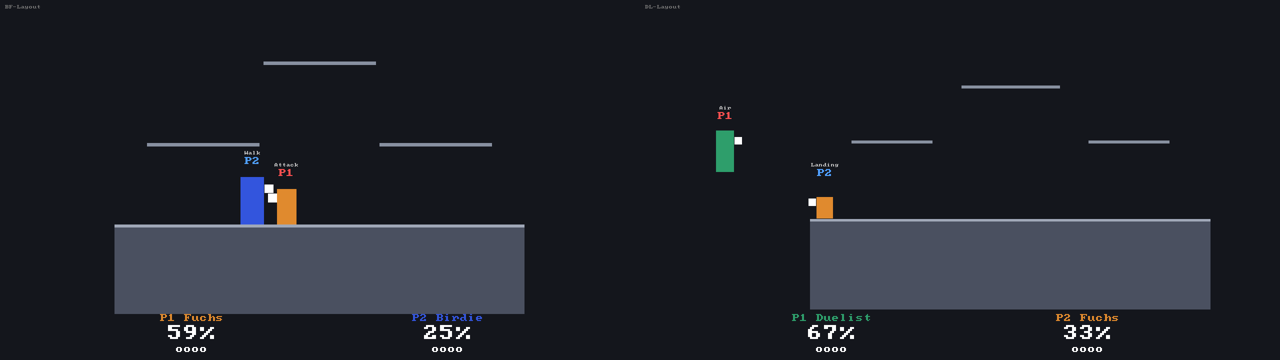 BF-Layout
Walk
P2
Attack
P1
P1 Fuchs
59%
oooo
P2 Birdie
25%
oooo
DL-Layout
Air
P1
Landing
P2
P1 Duelist
67%
oooo
P2 Fuchs
33%
oooo